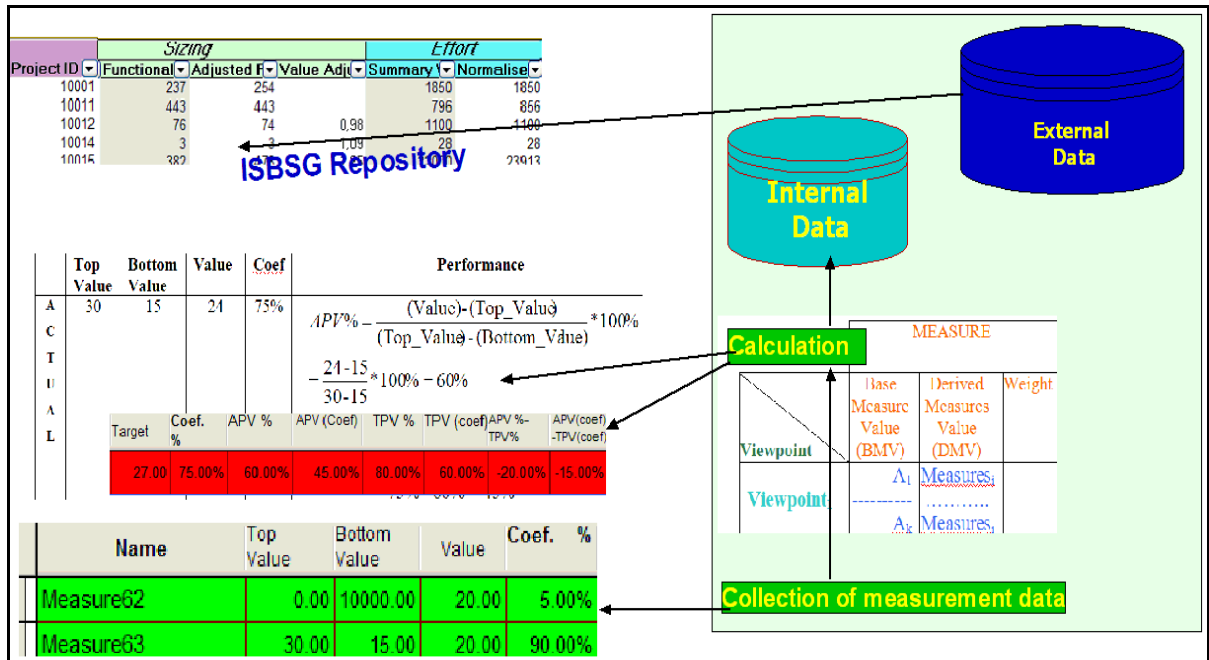 Sizing Effort
Project ID Functional Adjusted F Value Adju Summary Normalise
10001 237 254 1850 1850
10011 443 443 796 856
10012 76 74 0,98 1100 1100
10014 3 3 1,09 28 28
10015 382 23913
ISBSG Repository
External
Data
Internal
Data
Top Value Bottom Value Value Coef Performance
ACTUAL 30 15 24 75%
APV% = (Value)-(Top_Value) / (Top_Value)-(Bottom_Value) *100%
= 24-15 / 30-15 *100% = 60%
Target Coef. % APV % APV (Coef) TPV % TPV (coef) APV %-TPV% APV(coef)-TPV(coef)
27.00 75.00% 60.00% 45.00% 80.00% 60.00% -20.00% -15.00%
Name Top Value Bottom Value Value Coef. %
Measure62 0.00 10000.00 20.00 5.00%
Measure63 30.00 15.00 20.00 90.00%
Calculation
MEASURE
Viewpoint Base Measure Value (BMV) Derived Measures Value (DMV) Weight
Viewpoint A1 Measuresi
---------- ...........
Ak Measuresi
Collection of measurement data